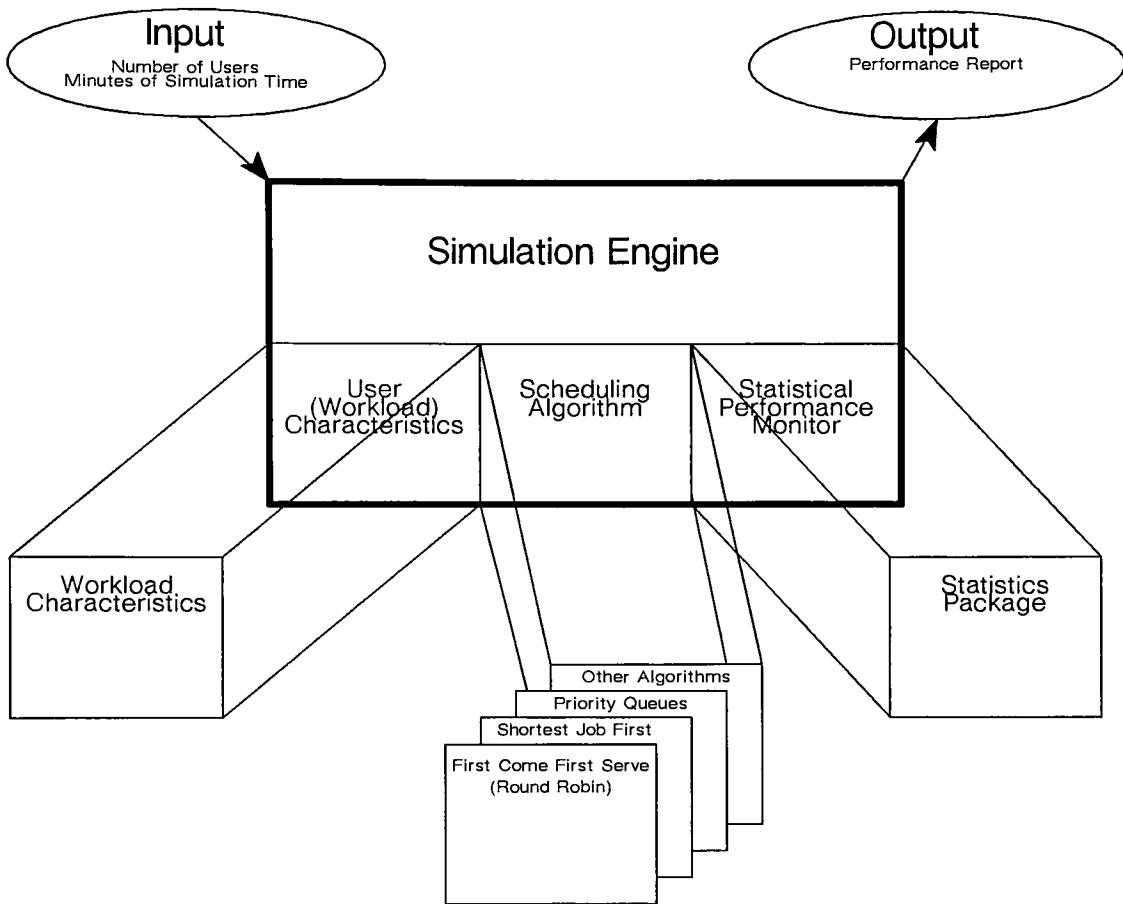 Input
Number of Users
Minutes of Simulation Time
Output
Performance Report
Simulation Engine
User
(Workload)
Characteristics
Scheduling
Algorithm
Statistical
Performance
Monitor
Workload
Characteristics
Statistics
Package
Other Algorithms
Priority Queues
Shortest Job First
First Come First Serve
(Round Robin)